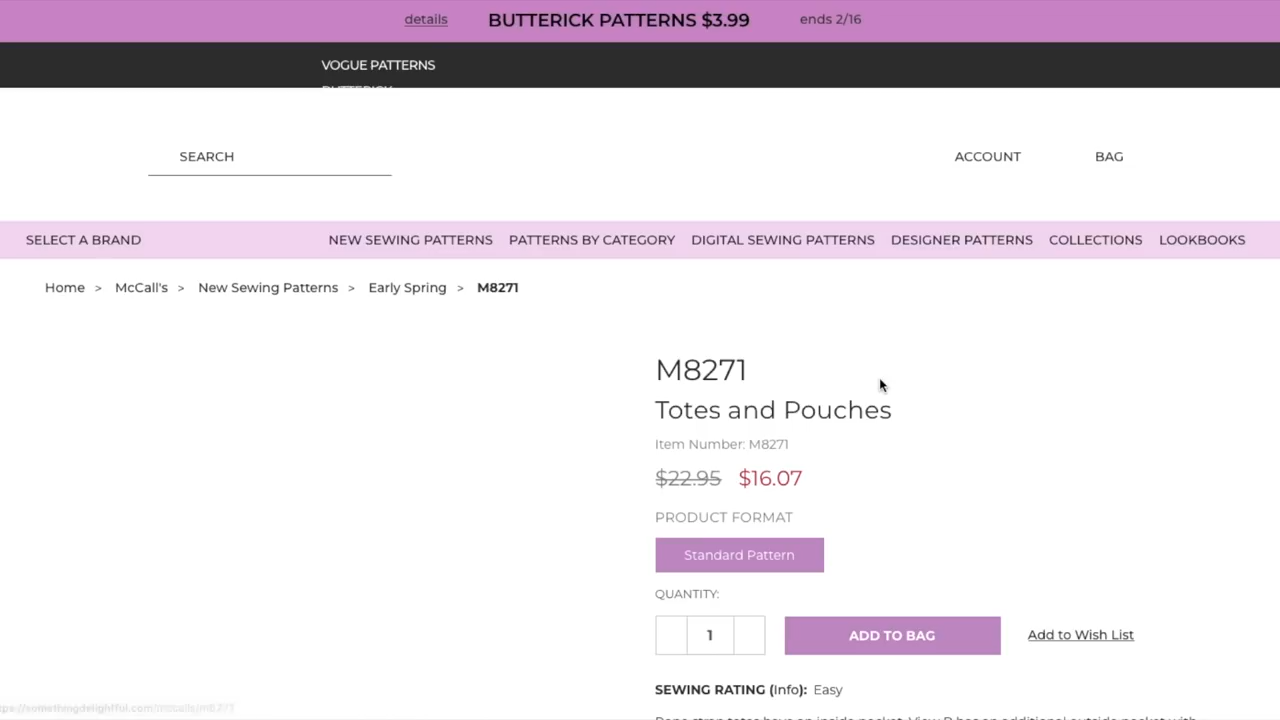 details BUTTERICK PATTERNS $3.99 ends 2/16
VOGUE PATTERNS
BUTTERICK
SEARCH ACCOUNT BAG
SELECT A BRAND NEW SEWING PATTERNS PATTERNS BY CATEGORY DIGITAL SEWING PATTERNS DESIGNER PATTERNS COLLECTIONS LOOKBOOKS
Home > McCall's > New Sewing Patterns > Early Spring > M8271
M8271
Totes and Pouches
Item Number: M8271
$22.95 $16.07
PRODUCT FORMAT
Standard Pattern
QUANTITY:
1 ADD TO BAG Add to Wish List
SEWING RATING (Info): Easy